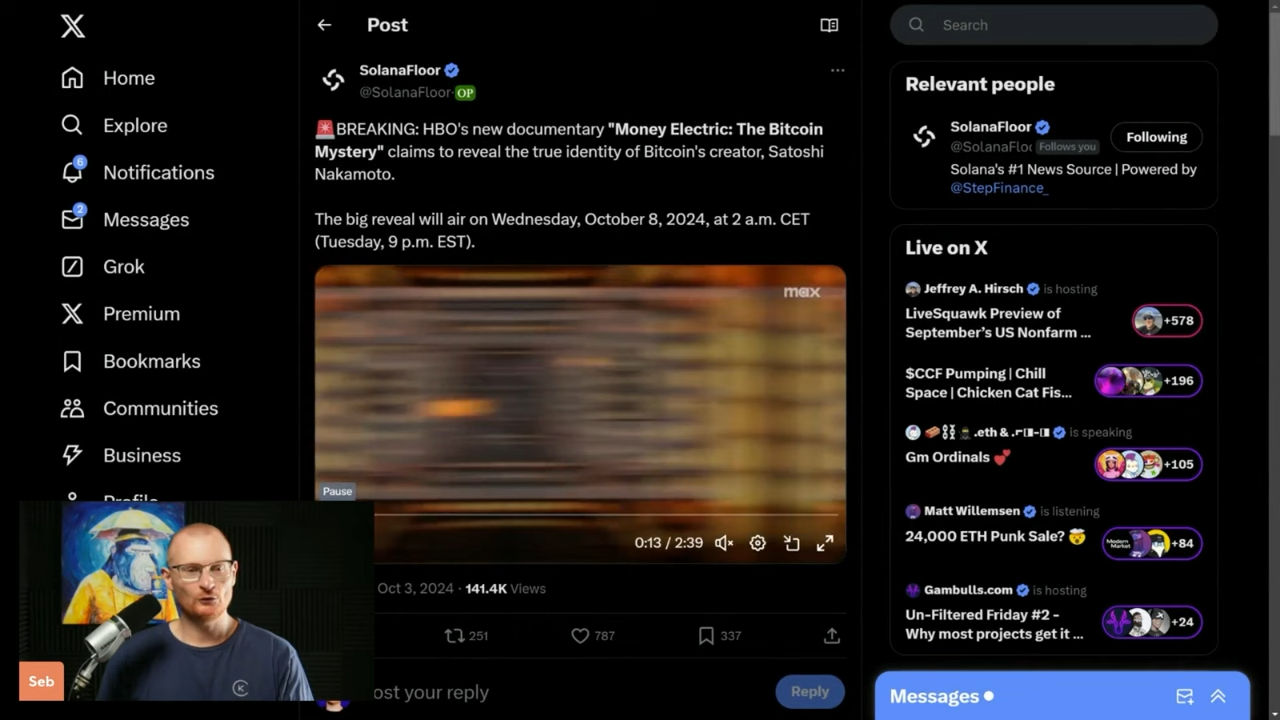 Home
Explore
6
Notifications
2
Messages
Grok
Premium
Bookmarks
Communities
Business
Seb
Post
SolanaFloor
@SolanaFloor OP
BREAKING: HBO's new documentary "Money Electric: The Bitcoin
Mystery" claims to reveal the true identity of Bitcoin's creator, Satoshi
Nakamoto.
The big reveal will air on Wednesday, October 8, 2024, at 2 a.m. CET
(Tuesday, 9 p.m. EST).
max
Pause
0:13 / 2:39
Oct 3, 2024 · 141.4K Views
251
787
337
ost your reply
Reply
Search
Relevant people
SolanaFloor
@SolanaFloo Follows you
Following
Solana's #1 News Source | Powered by
@StepFinance_
Live on X
Jeffrey A. Hirsch is hosting
LiveSquawk Preview of
September's US Nonfarm ...
+578
$CCF Pumping | Chill
Space | Chicken Cat Fis...
+196
.eth & is speaking
Gm Ordinals
+105
Matt Willemsen is listening
24,000 ETH Punk Sale?
+84
Gambulls.com is hosting
Un-Filtered Friday #2 -
Why most projects get it ...
+24
Messages